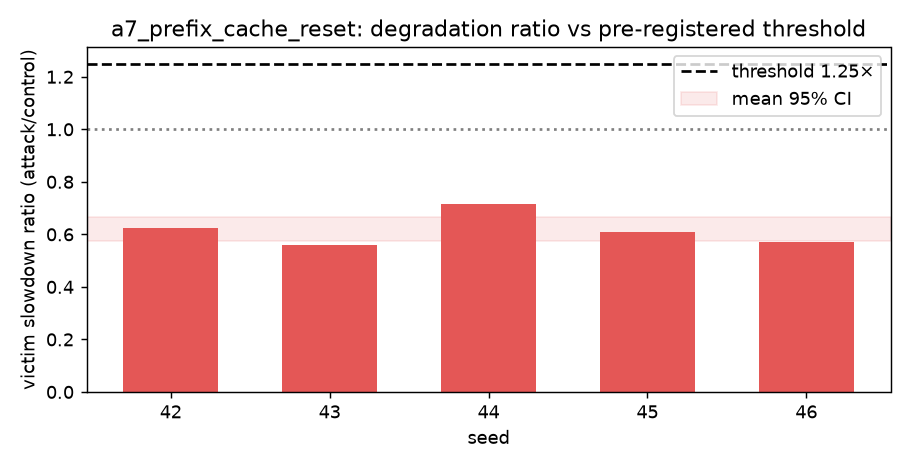 a7_prefix_cache_reset: degradation ratio vs pre-registered threshold
victim slowdown ratio (attack/control)
1.2
1.0
0.8
0.6
0.4
0.2
0.0
threshold 1.25×
mean 95% CI
42 43 44 45 46
seed